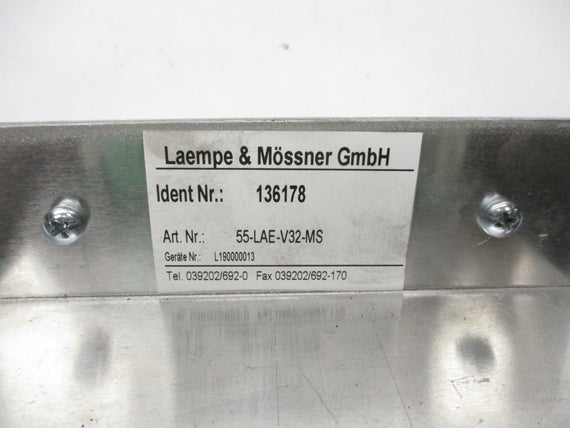 Laempe & Mössner GmbH
Ident Nr.: 136178
Art. Nr.: 55-LAE-V32-MS
Geräte Nr.: L190000013
Tel. 039202/692-0 Fax 039202/692-170